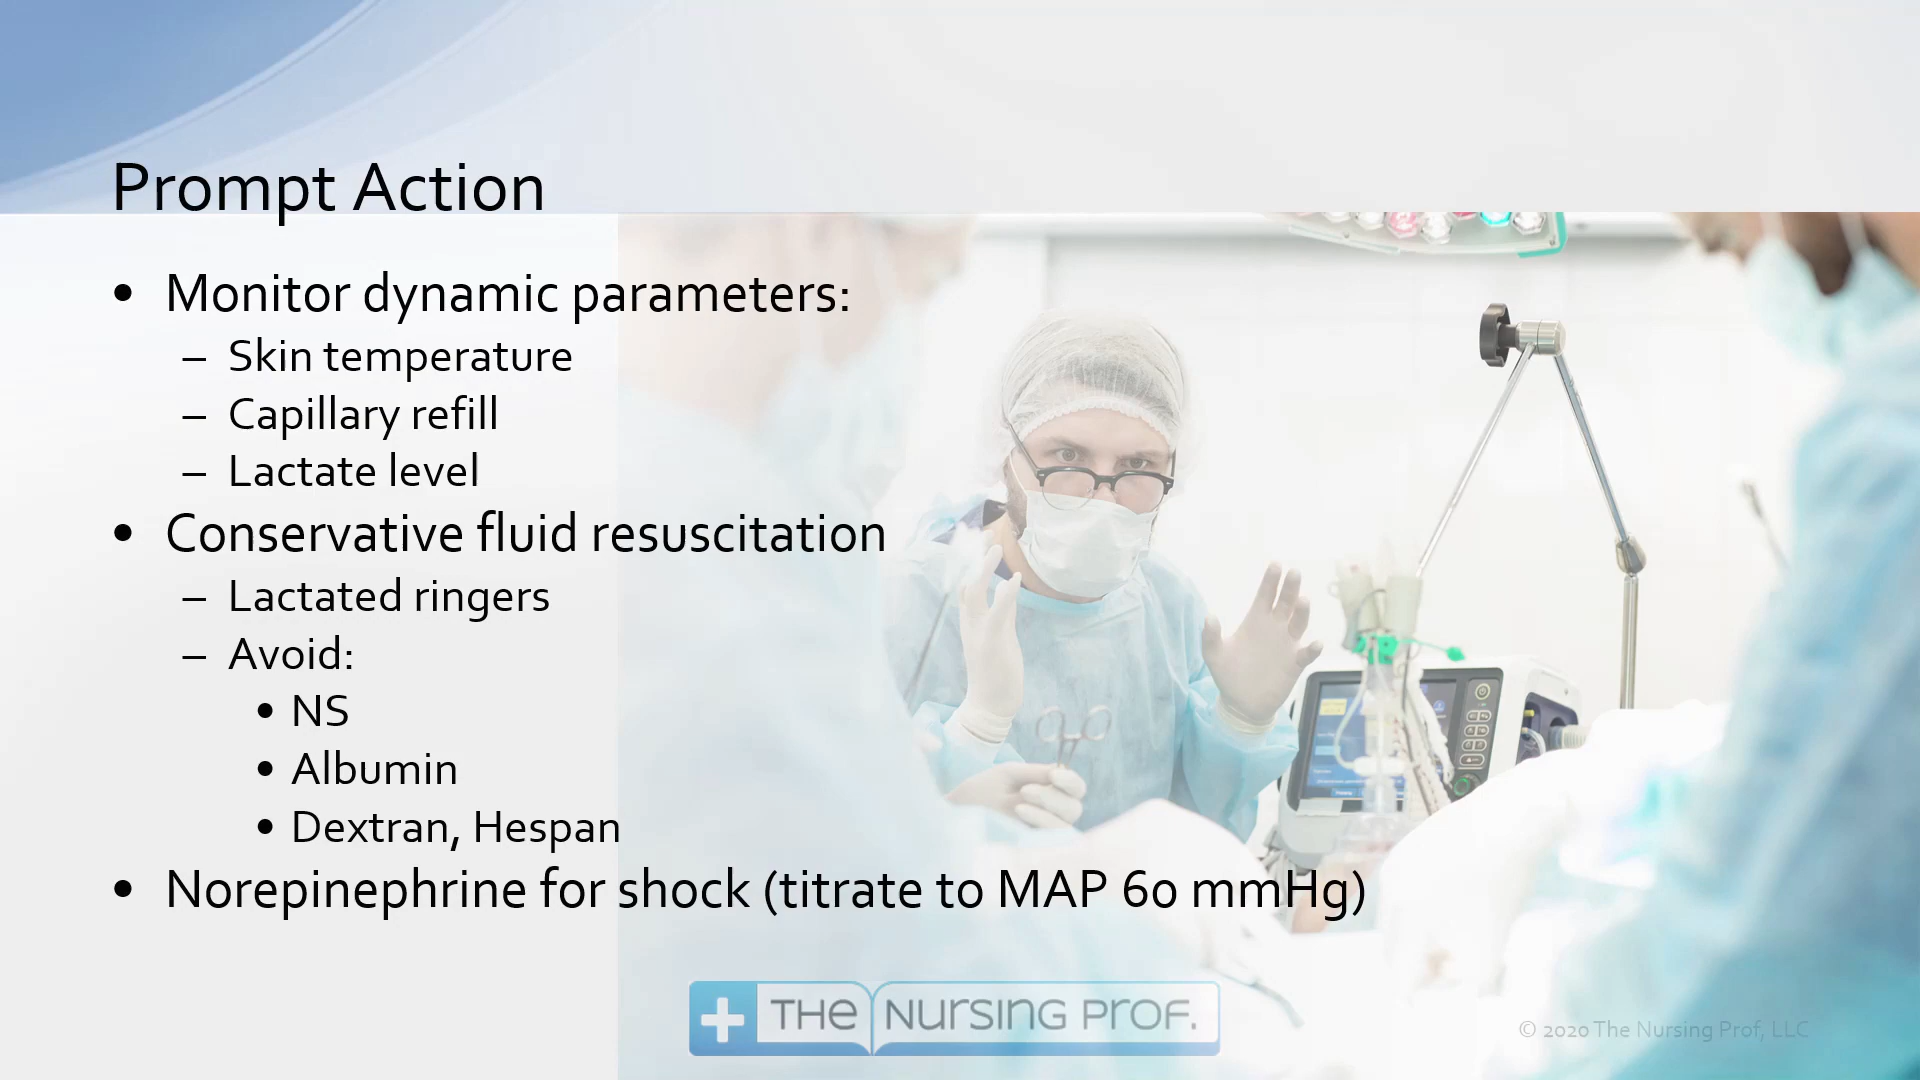 Prompt Action
• Monitor dynamic parameters:
– Skin temperature
– Capillary refill
– Lactate level
• Conservative fluid resuscitation
– Lactated ringers
– Avoid:
• NS
• Albumin
• Dextran, Hespan
• Norepinephrine for shock (titrate to MAP 60 mmHg)
THE NURSING PROF.
© 2020 The Nursing Prof, LLC